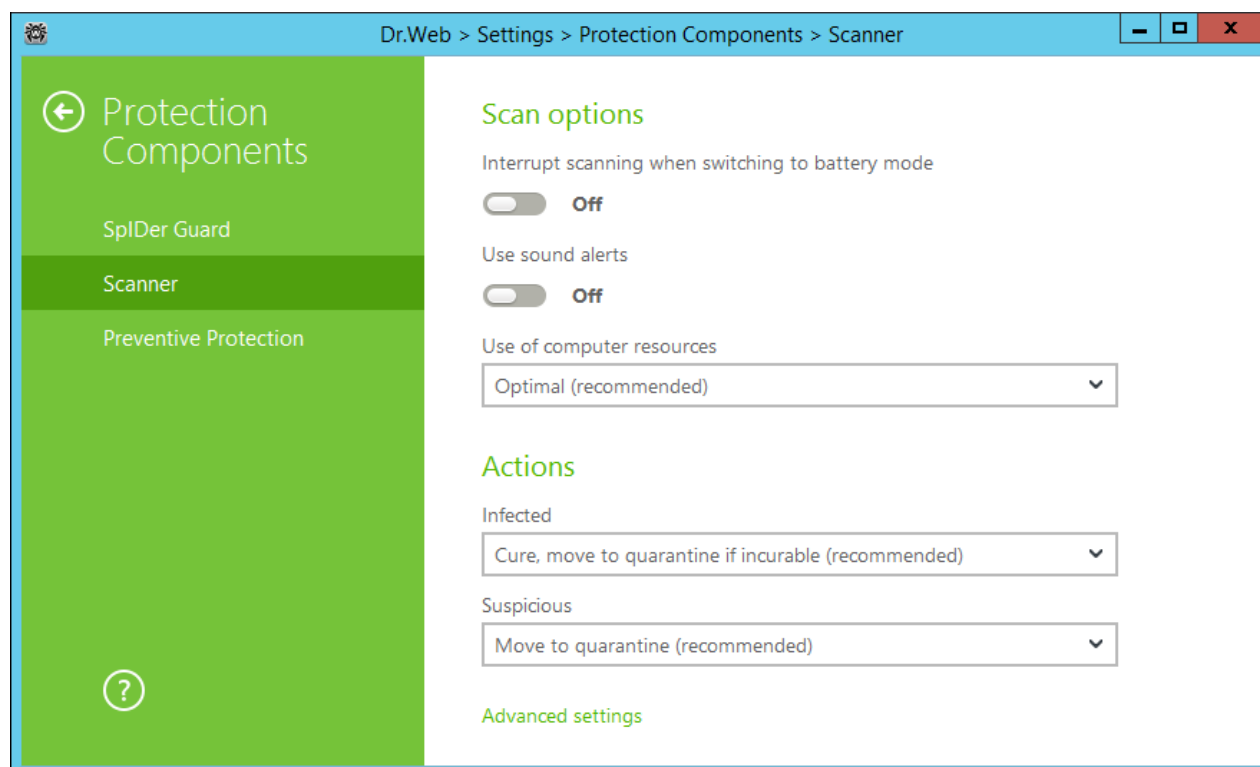 Dr.Web > Settings > Protection Components > Scanner
Protection
Components
SpIDer Guard
Scanner
Preventive Protection
?
Scan options
Interrupt scanning when switching to battery mode
Off
Use sound alerts
Off
Use of computer resources
Optimal (recommended)
Actions
Infected
Cure, move to quarantine if incurable (recommended)
Suspicious
Move to quarantine (recommended)
Advanced settings